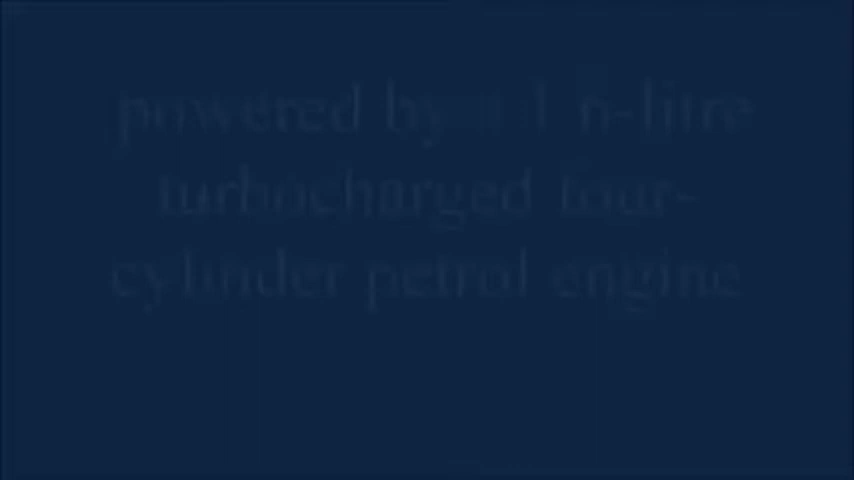 powered by
turbocharged four-
cylinder petrol engine